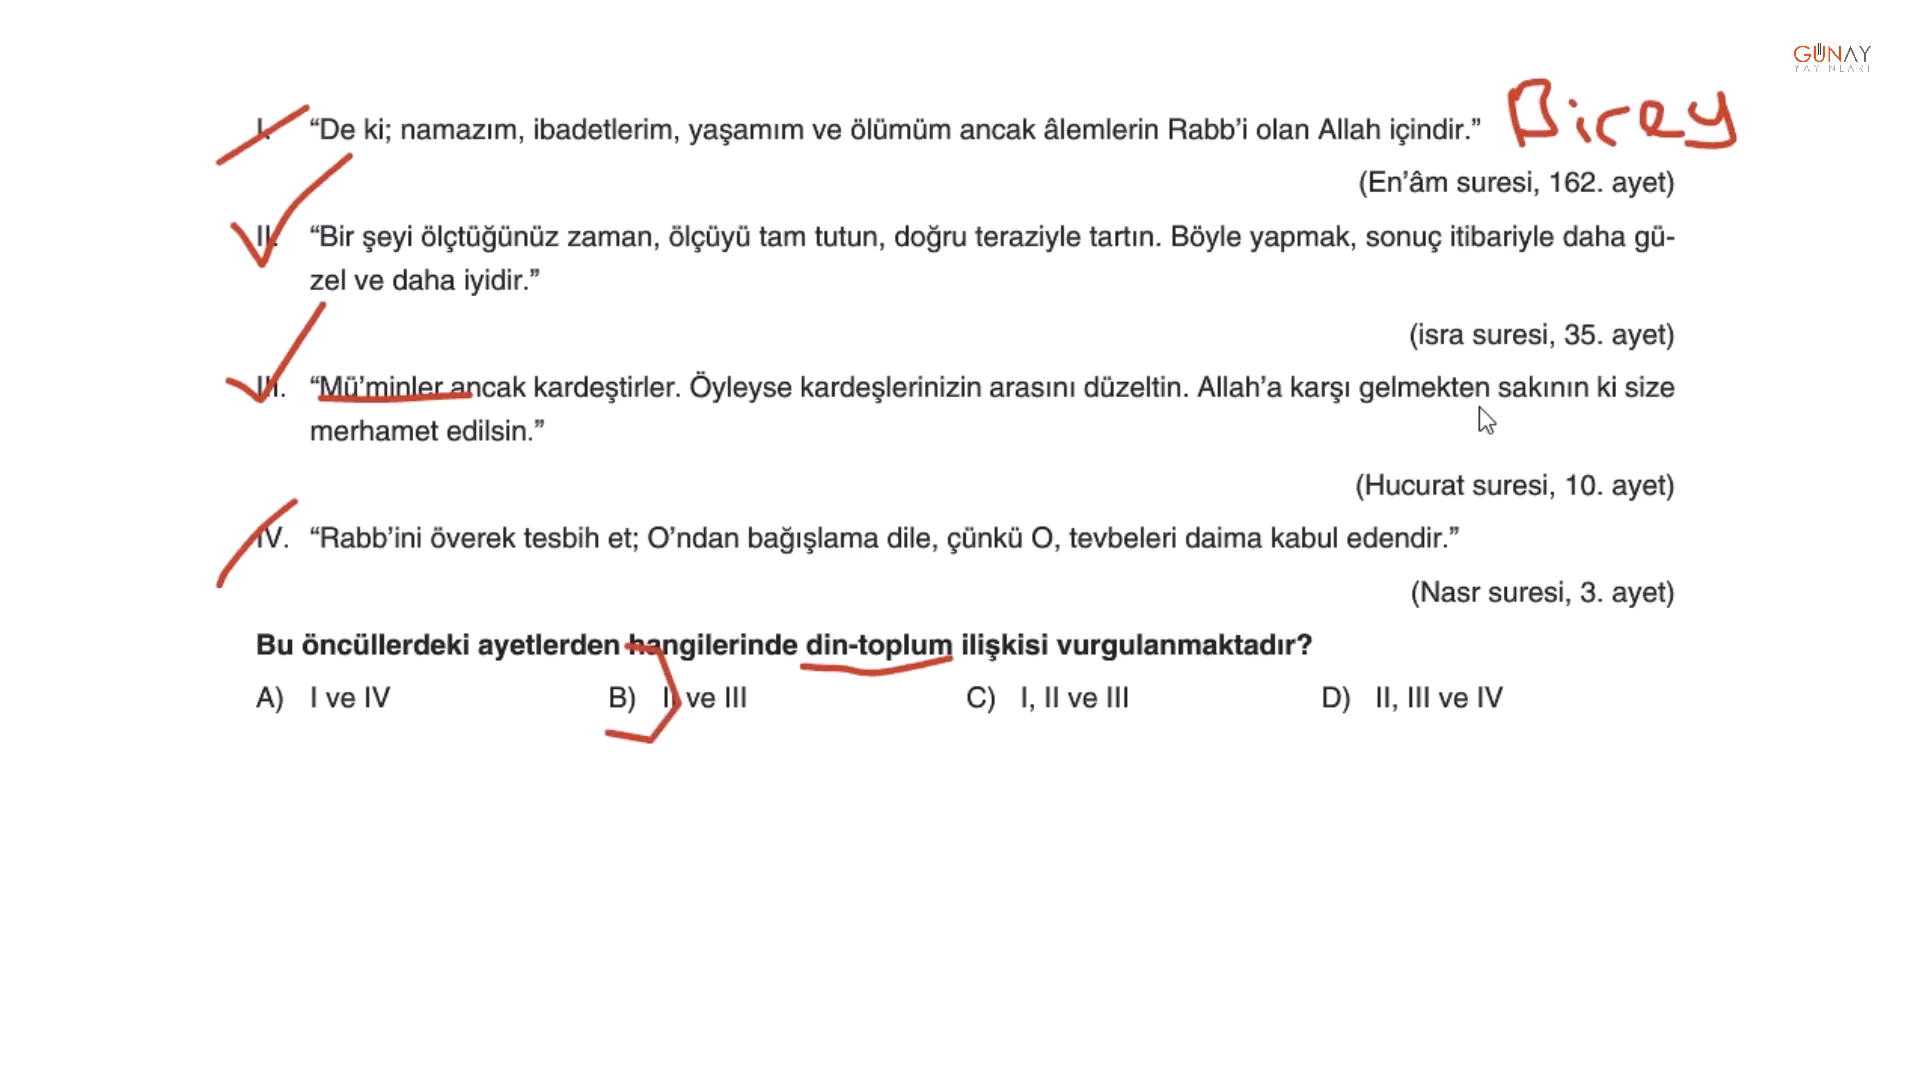 GÜNAY
YAYINLARI
I. “De ki; namazım, ibadetlerim, yaşamım ve ölümüm ancak âlemlerin Rabb’i olan Allah içindir.” Birey
(En’âm suresi, 162. ayet)
II. “Bir şeyi ölçtüğünüz zaman, ölçüyü tam tutun, doğru teraziyle tartın. Böyle yapmak, sonuç itibariyle daha gü-
zel ve daha iyidir.”
(isra suresi, 35. ayet)
III. “Mü’minler ancak kardeştirler. Öyleyse kardeşlerinizin arasını düzeltin. Allah’a karşı gelmekten sakının ki size
merhamet edilsin.”
(Hucurat suresi, 10. ayet)
IV. “Rabb’ini överek tesbih et; O’ndan bağışlama dile, çünkü O, tevbeleri daima kabul edendir.”
(Nasr suresi, 3. ayet)
Bu öncüllerdeki ayetlerden hangilerinde din-toplum ilişkisi vurgulanmaktadır?
A) I ve IV B) II ve III C) I, II ve III D) II, III ve IV